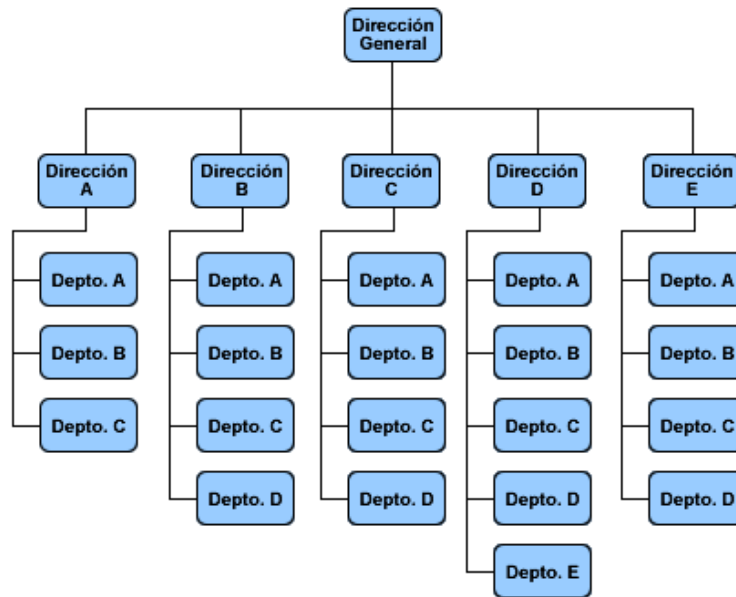 Dirección
General
Dirección
A
Dirección
B
Dirección
C
Dirección
D
Dirección
E
Depto. A
Depto. A
Depto. A
Depto. A
Depto. A
Depto. B
Depto. B
Depto. B
Depto. B
Depto. B
Depto. C
Depto. C
Depto. C
Depto. C
Depto. C
Depto. D
Depto. D
Depto. D
Depto. D
Depto. E